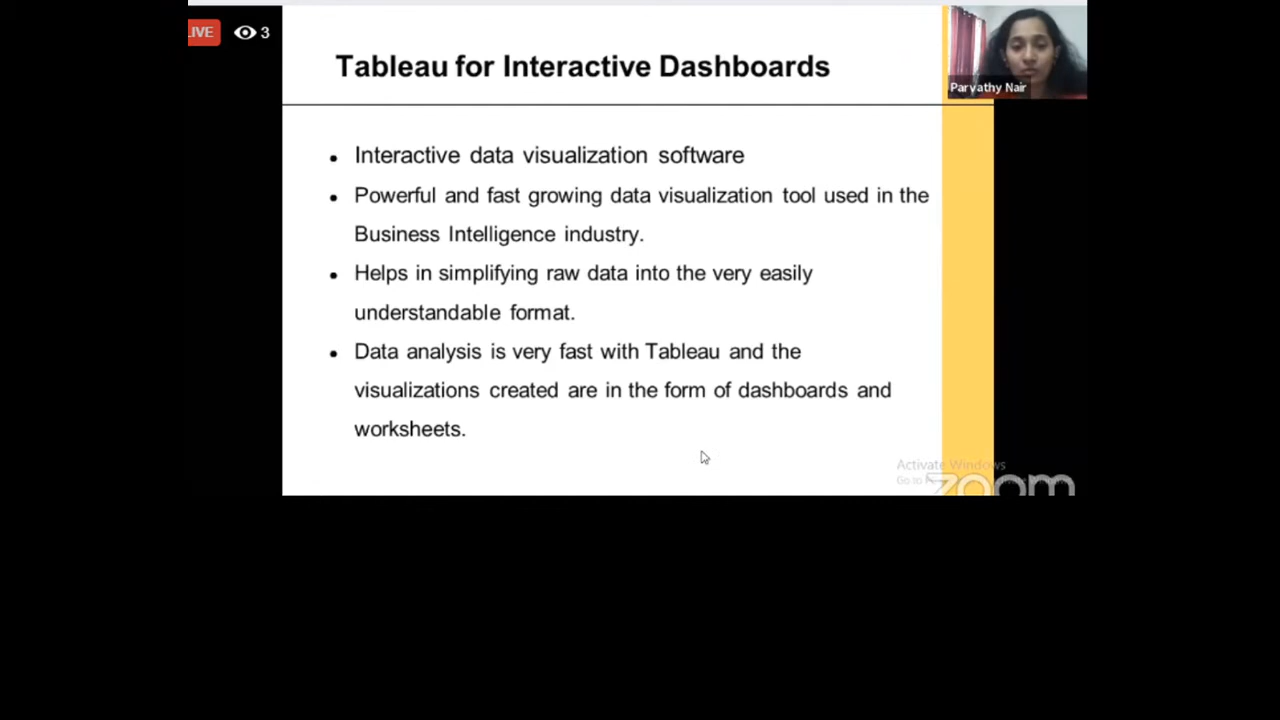 LIVE
3
Tableau for Interactive Dashboards
Parvathy Nair
• Interactive data visualization software
• Powerful and fast growing data visualization tool used in the
Business Intelligence industry.
• Helps in simplifying raw data into the very easily
understandable format.
• Data analysis is very fast with Tableau and the
visualizations created are in the form of dashboards and
worksheets.
Activate Windows
Go to
zoom